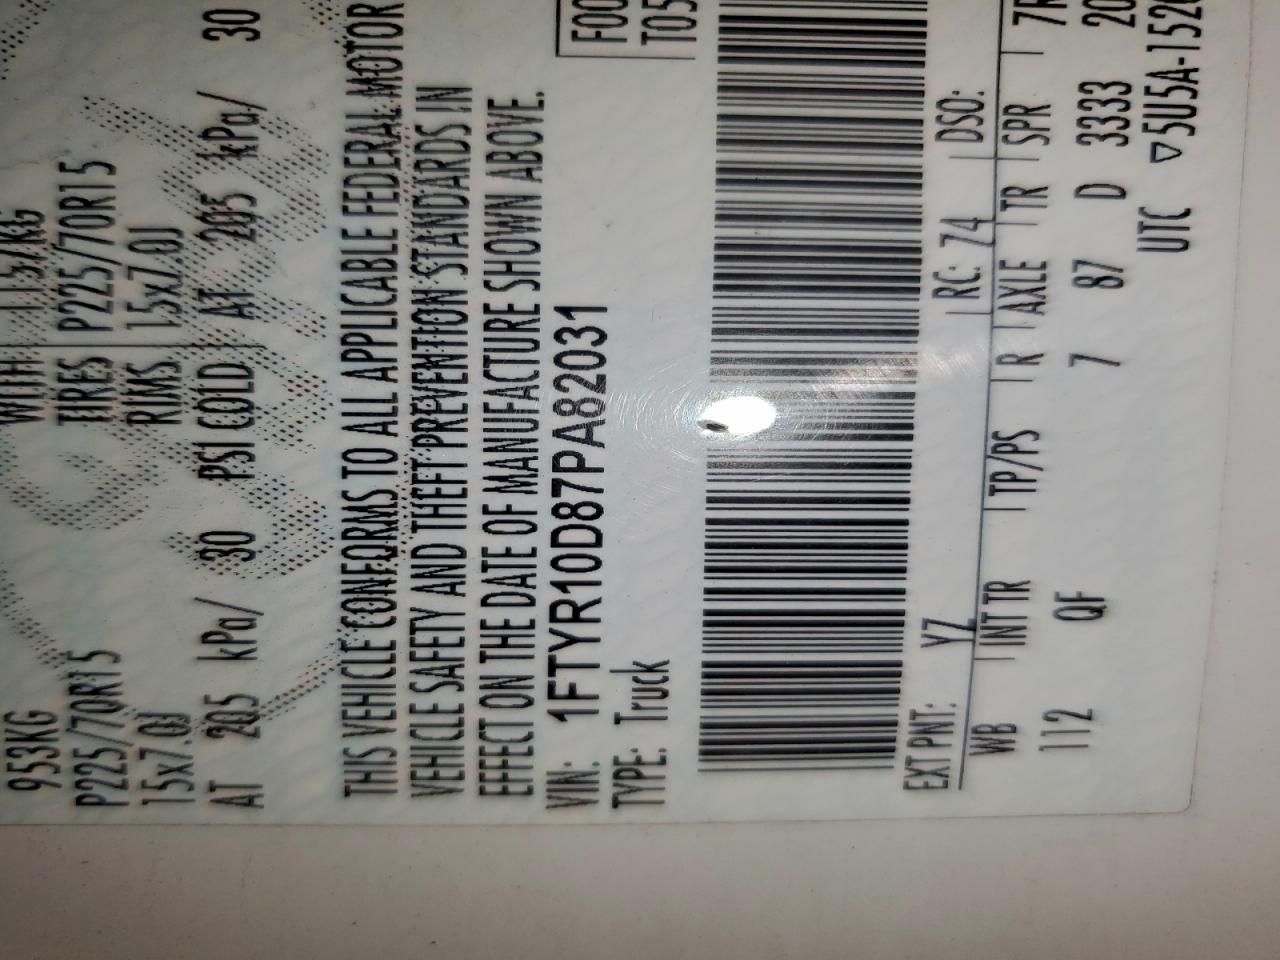 953KG
P225/70R15 TIRES P225/70R15
15x7.0J RIMS 15x7.0J
AT 205 kPa/ 30 PSI COLD AT 205 kPa/ 30
THIS VEHICLE CONFORMS TO ALL APPLICABLE FEDERAL MOTOR
VEHICLE SAFETY AND THEFT PREVENTION STANDARDS IN
EFFECT ON THE DATE OF MANUFACTURE SHOWN ABOVE.
VIN: 1FTYR10D87PA82031
TYPE: Truck
EXT PNT: YZ RC: 74 DSO:
WB INT TR TP/PS R AXLE TR SPR
112 QF 7 87 D 3333
UTC ▽5U5A-1520